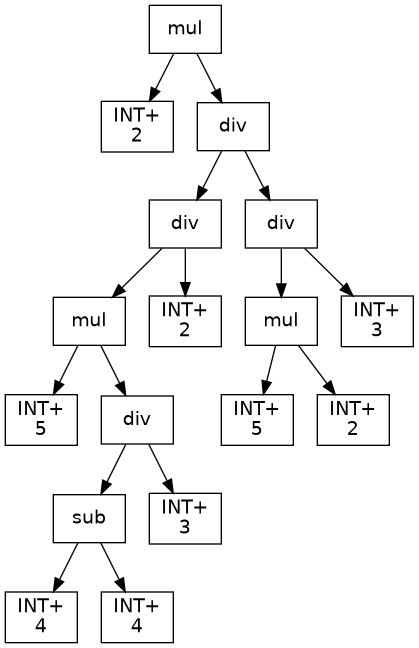 mul
INT+
2
div
div
div
mul
INT+
2
mul
INT+
3
INT+
5
div
INT+
5
INT+
2
sub
INT+
3
INT+
4
INT+
4